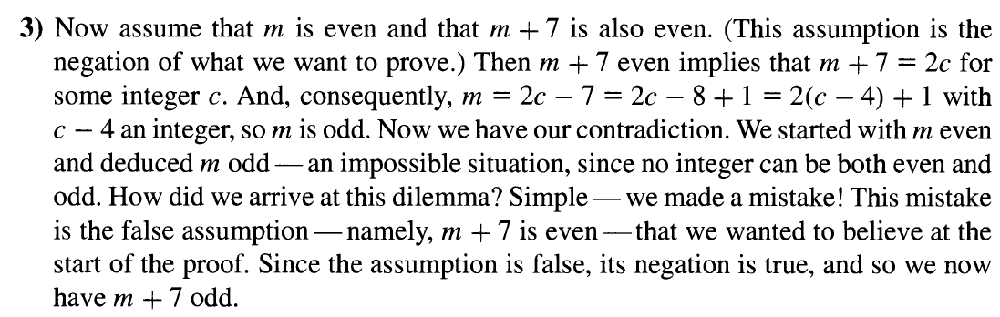 3) Now assume that m is even and that m + 7 is also even. (This assumption is the
negation of what we want to prove.) Then m + 7 even implies that m + 7 = 2c for
some integer c. And, consequently, m = 2c − 7 = 2c − 8 + 1 = 2(c − 4) + 1 with
c − 4 an integer, so m is odd. Now we have our contradiction. We started with m even
and deduced m odd — an impossible situation, since no integer can be both even and
odd. How did we arrive at this dilemma? Simple — we made a mistake! This mistake
is the false assumption — namely, m + 7 is even — that we wanted to believe at the
start of the proof. Since the assumption is false, its negation is true, and so we now
have m + 7 odd.